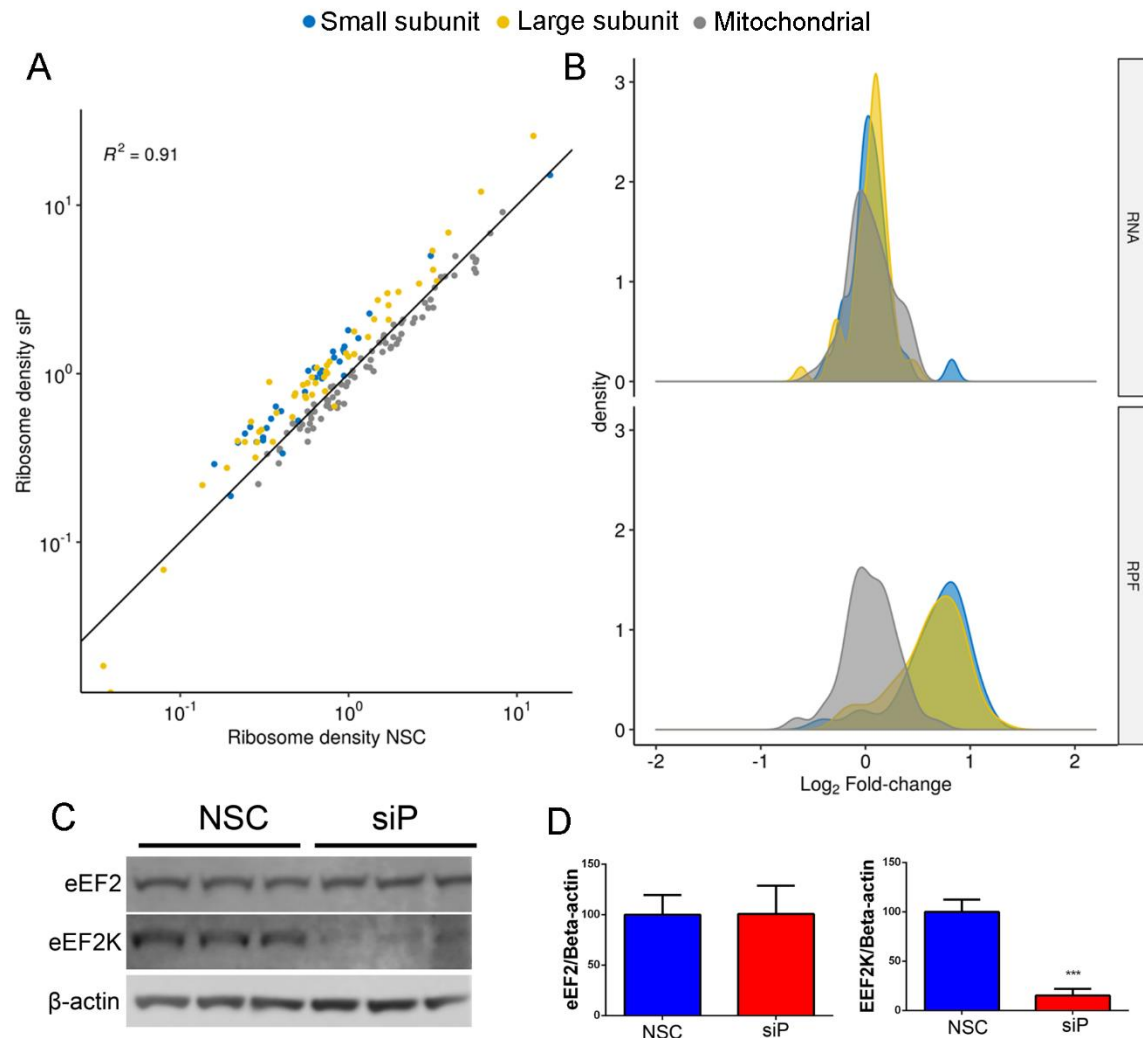 Small subunit Large subunit Mitochondrial
A
R² = 0.91
10¹
10⁰
10⁻¹
Ribosome density siP
10⁻¹ 10⁰ 10¹
Ribosome density NSC
B
3
2
1
0
RNA
density
3
2
1
0
RPF
-2 -1 0 1 2
Log₂ Fold-change
C
NSC siP
eEF2
eEF2K
β-actin
D
150
100
50
0
eEF2/Beta-actin
NSC siP
150
100
50
0
EEF2K/Beta-actin
***
NSC siP